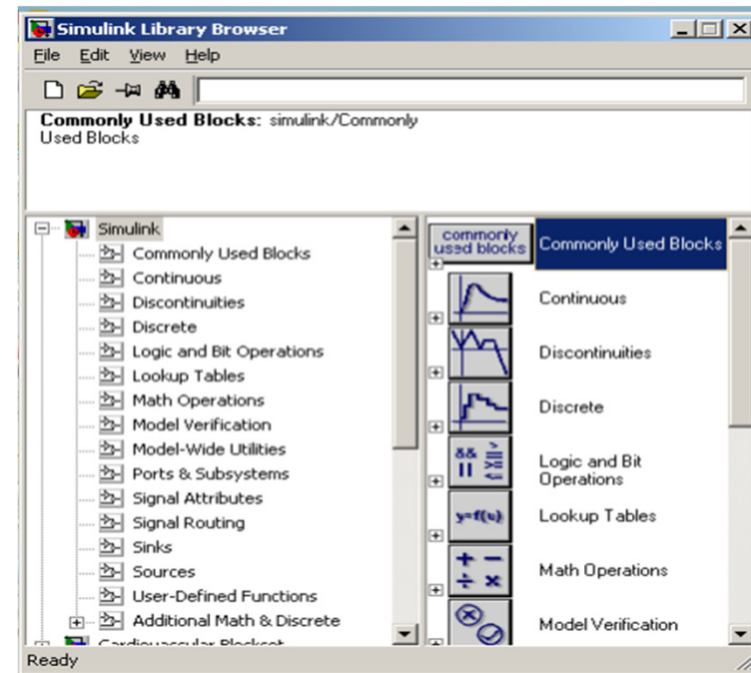 Simulink Library Browser
File Edit View Help
Commonly Used Blocks: simulink/Commonly
Used Blocks
Simulink
Commonly Used Blocks
Continuous
Discontinuities
Discrete
Logic and Bit Operations
Lookup Tables
Math Operations
Model Verification
Model-Wide Utilities
Ports & Subsystems
Signal Attributes
Signal Routing
Sinks
Sources
User-Defined Functions
Additional Math & Discrete
Cardiovascular Blockset
commonly
used blocks
Commonly Used Blocks
Continuous
Discontinuities
Discrete
&& > 
|| >= <=
Logic and Bit
Operations
y=f(u)
Lookup Tables
+ −
÷ ×
Math Operations
Model Verification
Ready